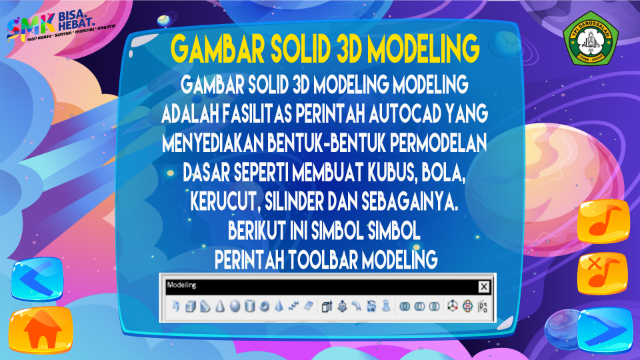 SMK BISA. HEBAT.
GAMBAR SOLID 3D MODELING
GAMBAR SOLID 3D MODELING MODELING
ADALAH FASILITAS PERINTAH AUTOCAD YANG
MENYEDIAKAN BENTUK-BENTUK PERMODELAN
DASAR SEPERTI MEMBUAT KUBUS, BOLA,
KERUCUT, SILINDER DAN SEBAGAINYA.
BERIKUT INI SIMBOL SIMBOL
PERINTAH TOOLBAR MODELING
Modeling